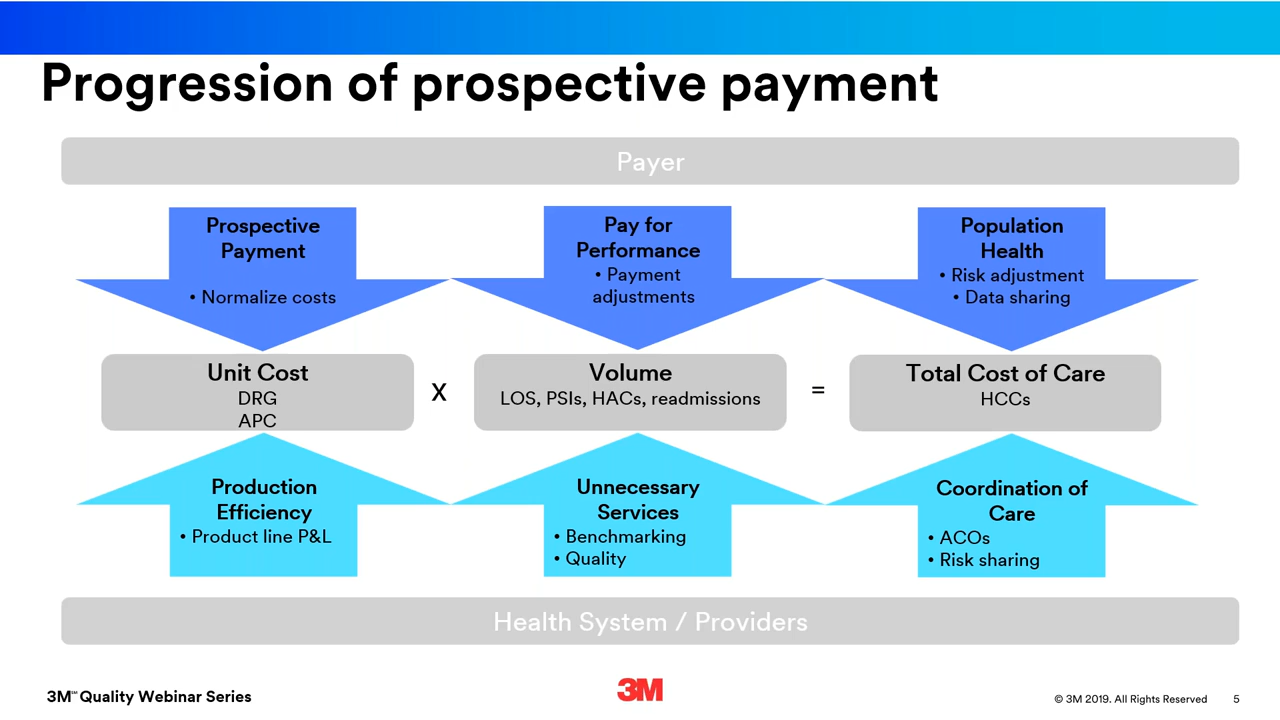 Progression of prospective payment
Payer
Prospective
Payment
• Normalize costs
Pay for
Performance
• Payment
adjustments
Population
Health
• Risk adjustment
• Data sharing
Unit Cost
DRG
APC
X
Volume
LOS, PSIs, HACs, readmissions
=
Total Cost of Care
HCCs
Production
Efficiency
• Product line P&L
Unnecessary
Services
• Benchmarking
• Quality
Coordination of
Care
• ACOs
• Risk sharing
Health System / Providers
3M℠ Quality Webinar Series
3M
© 3M 2019. All Rights Reserved
5